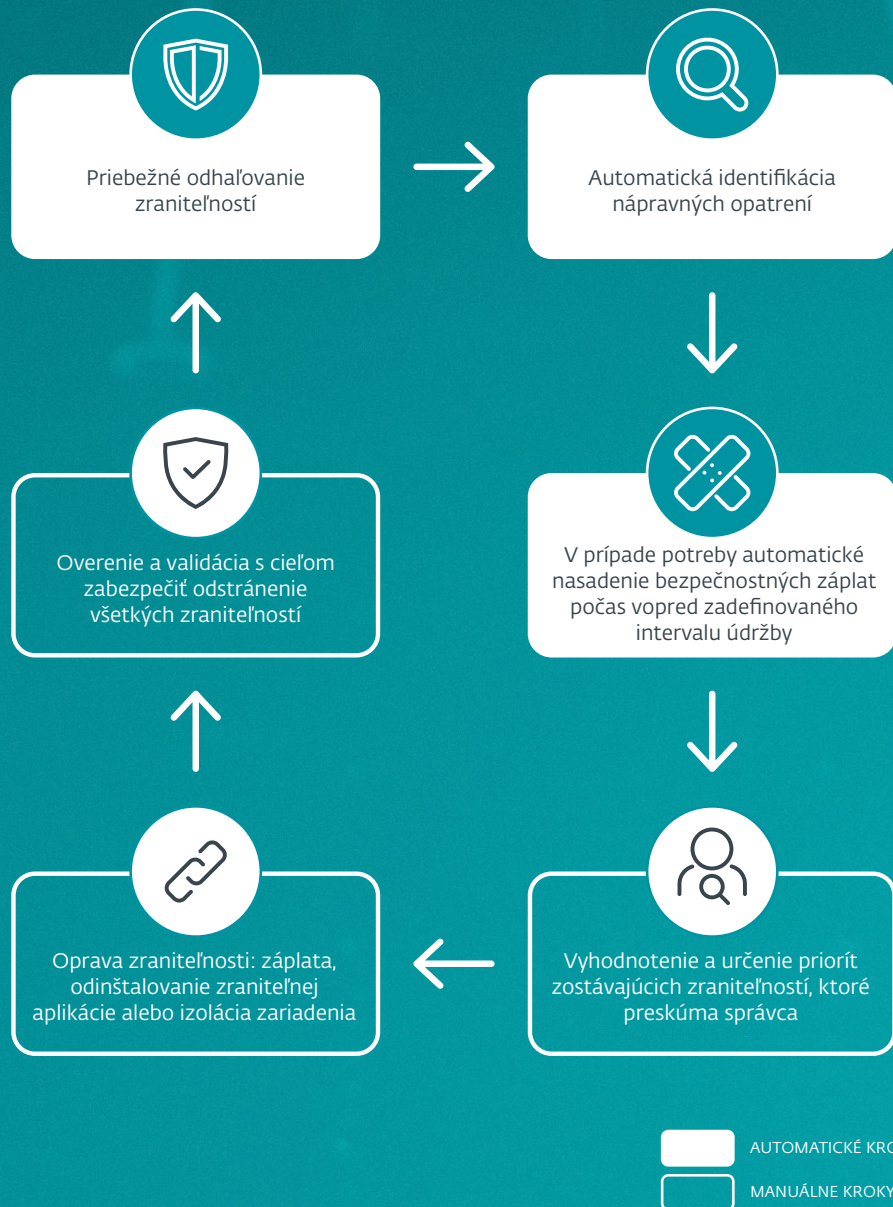 Priebežné odhaľovanie
zraniteľností
Automatická identifikácia
nápravných opatrení
V prípade potreby automatické
nasadenie bezpečnostných záplat
počas vopred zadefinovaného
intervalu údržby
Vyhodnotenie a určenie priorít
zostávajúcich zraniteľností, ktoré
preskúma správca
Oprava zraniteľnosti: záplata,
odinštalovanie zraniteľnej
aplikácie alebo izolácia zariadenia
Overenie a validácia s cieľom
zabezpečiť odstránenie
všetkých zraniteľností
AUTOMATICKÉ
MANUÁLNE KROKY